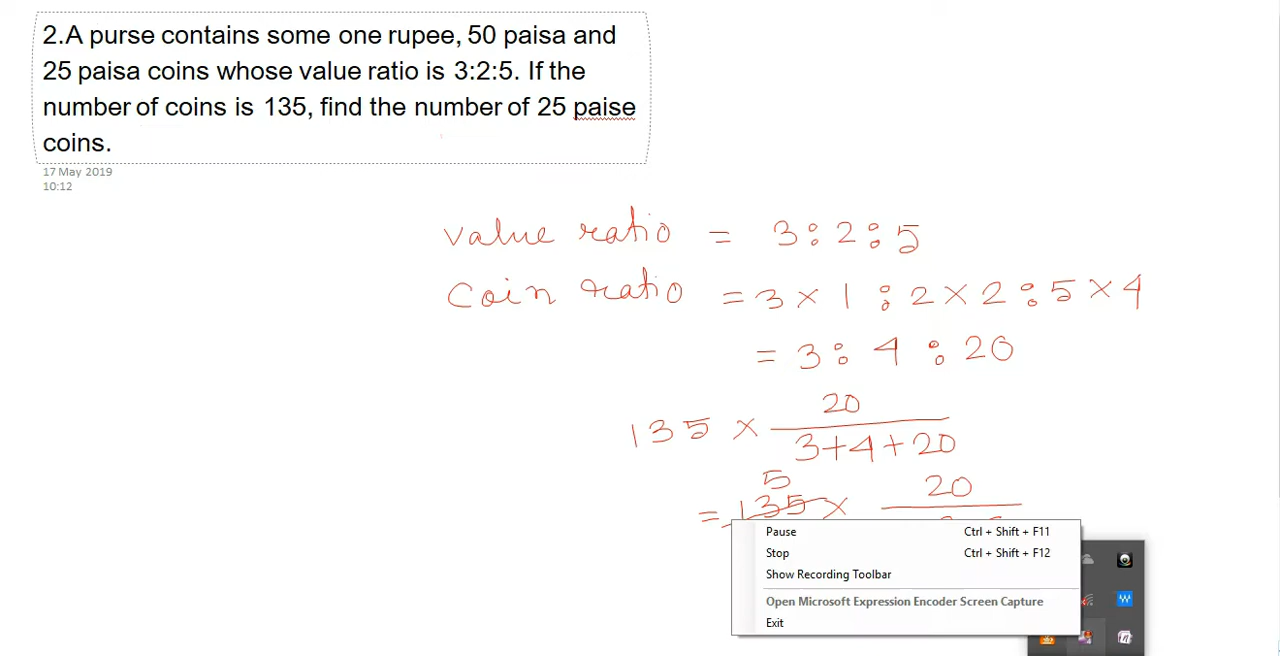 2.A purse contains some one rupee, 50 paisa and
25 paisa coins whose value ratio is 3:2:5. If the
number of coins is 135, find the number of 25 paise
coins.
17 May 2019
10:12
value ratio = 3:2:5
Coin ratio = 3 × 1 : 2 × 2 : 5 × 4
= 3 : 4 : 20
20
135 ×
3+4+20
5
20
= 135 ×
Pause Ctrl + Shift + F11
Stop Ctrl + Shift + F12
Show Recording Toolbar
Open Microsoft Expression Encoder Screen Capture
Exit